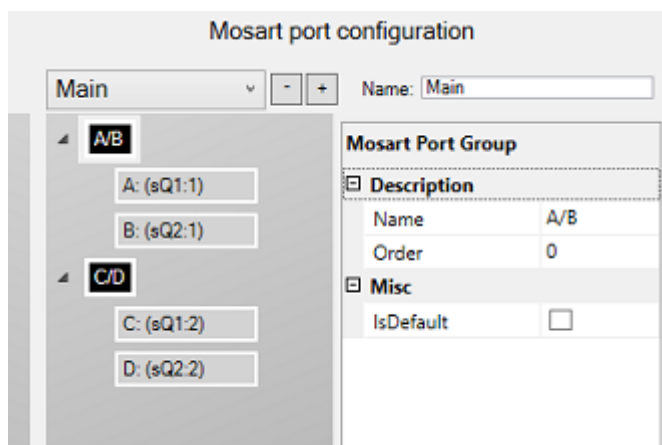 Mosart port configuration
Main
- +
Name: Main
A/B
A: (sQ1:1)
B: (sQ2:1)
C/D
C: (sQ1:2)
D: (sQ2:2)
Mosart Port Group
Description
Name A/B
Order 0
Misc
IsDefault